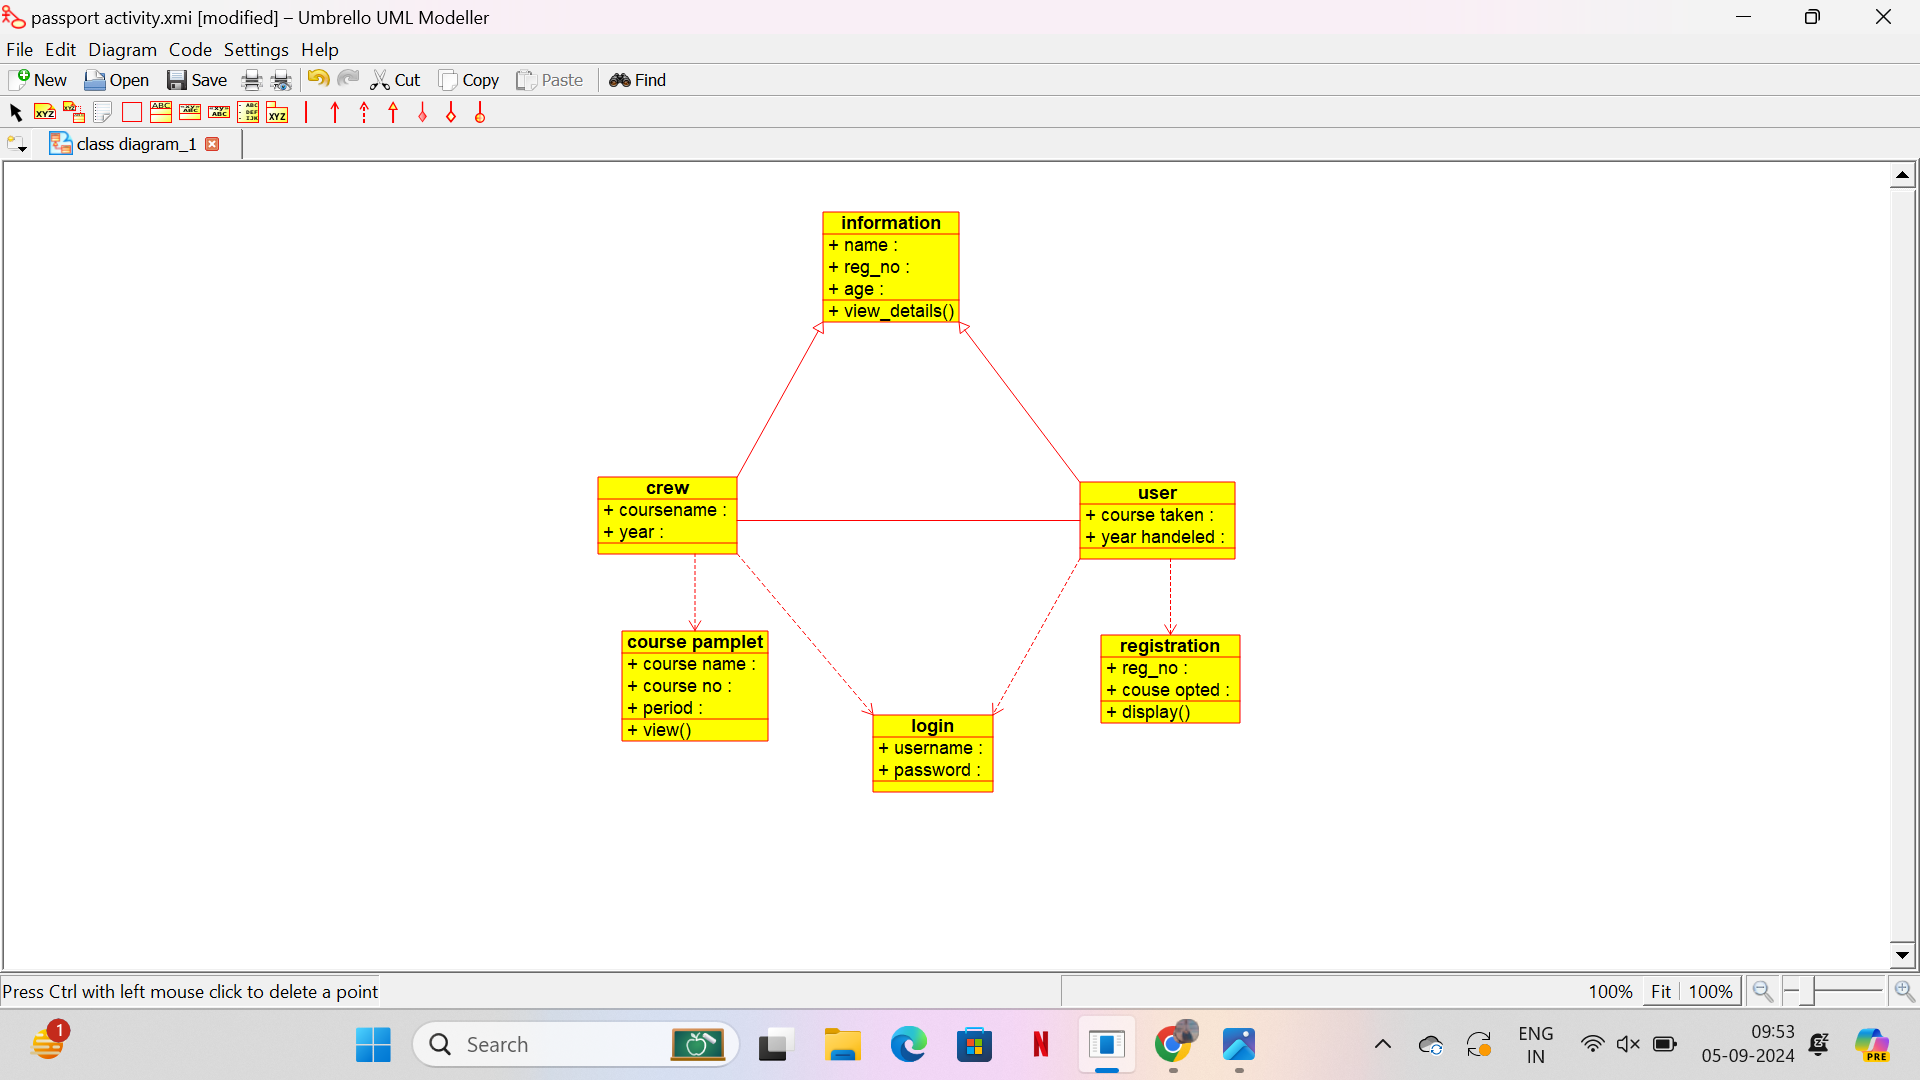 passport activity.xmi [modified] – Umbrello UML Modeller
File Edit Diagram Code Settings Help
New Open Save Cut Copy Paste Find
class diagram_1
information
+ name :
+ reg_no :
+ age :
+ view_details()
crew
+ coursename :
+ year :
user
+ course taken :
+ year handeled :
course pamplet
+ course name :
+ course no :
+ period :
+ view()
registration
+ reg_no :
+ couse opted :
+ display()
login
+ username :
+ password :
Press Ctrl with left mouse click to delete a point
100% Fit 100%
1
Search
N
ENG
IN
09:53
05-09-2024
PRE